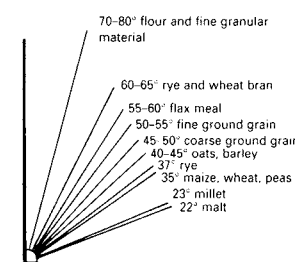 70-80° flour and fine granular
material
60-65° rye and wheat bran
55-60° flax meal
50-55° fine ground grain
45-50° coarse ground grain
40-45° oats, barley
37° rye
35° maize, wheat, peas
23° millet
22° malt